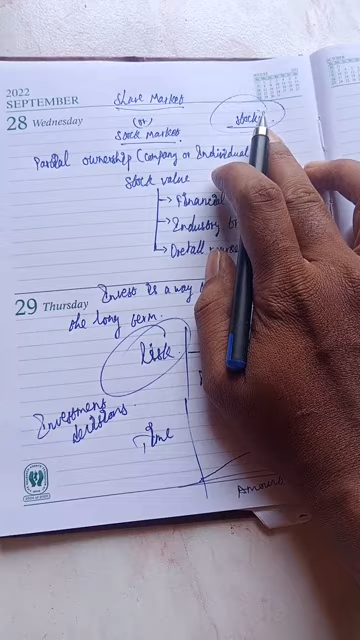 2022
SEPTEMBER
28 Wednesday
Share Market
(or)
Stock Market
Stock
Partial ownership (company or Individual
Stock value
→ Financial
→ Industry
→ Overall
29 Thursday
Invest is a way
the long term.
Risk
Investment
decisions
Time
Amount